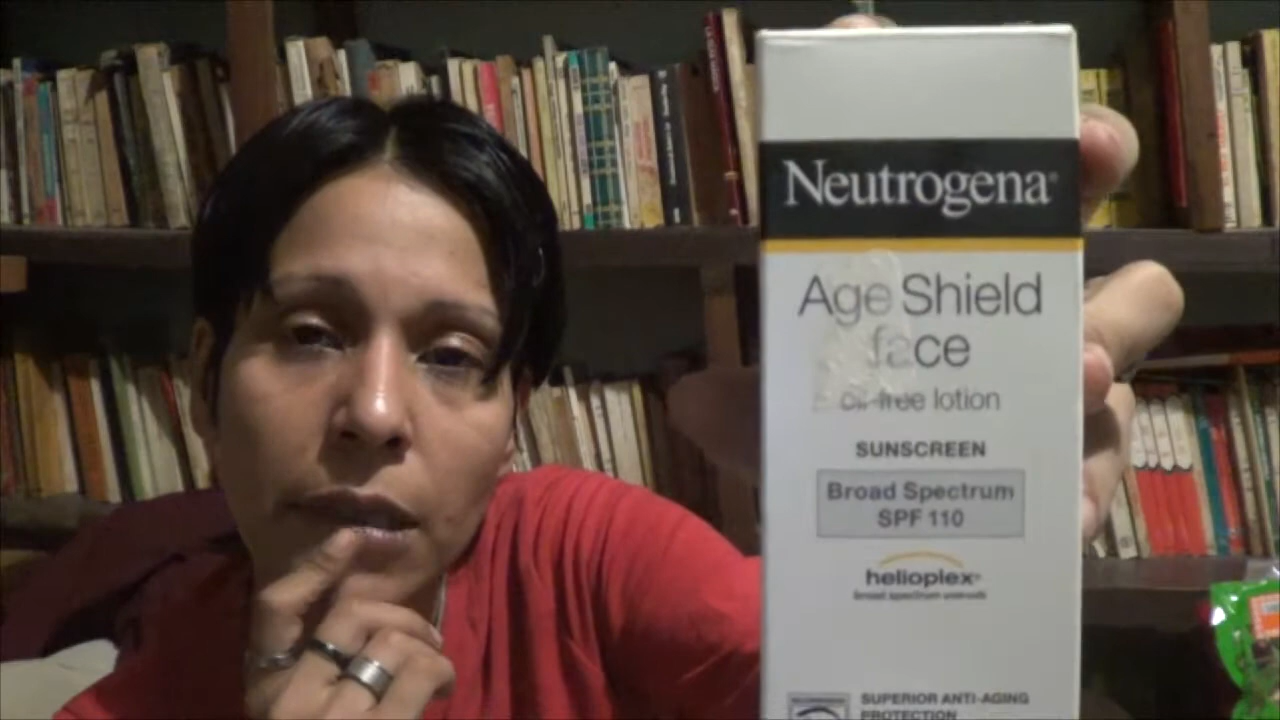 Neutrogena®
Age Shield
face
oil-free lotion
SUNSCREEN
Broad Spectrum
SPF 110
helioplex®
broad spectrum uva•uvb
SUPERIOR ANTI-AGING
PROTECTION